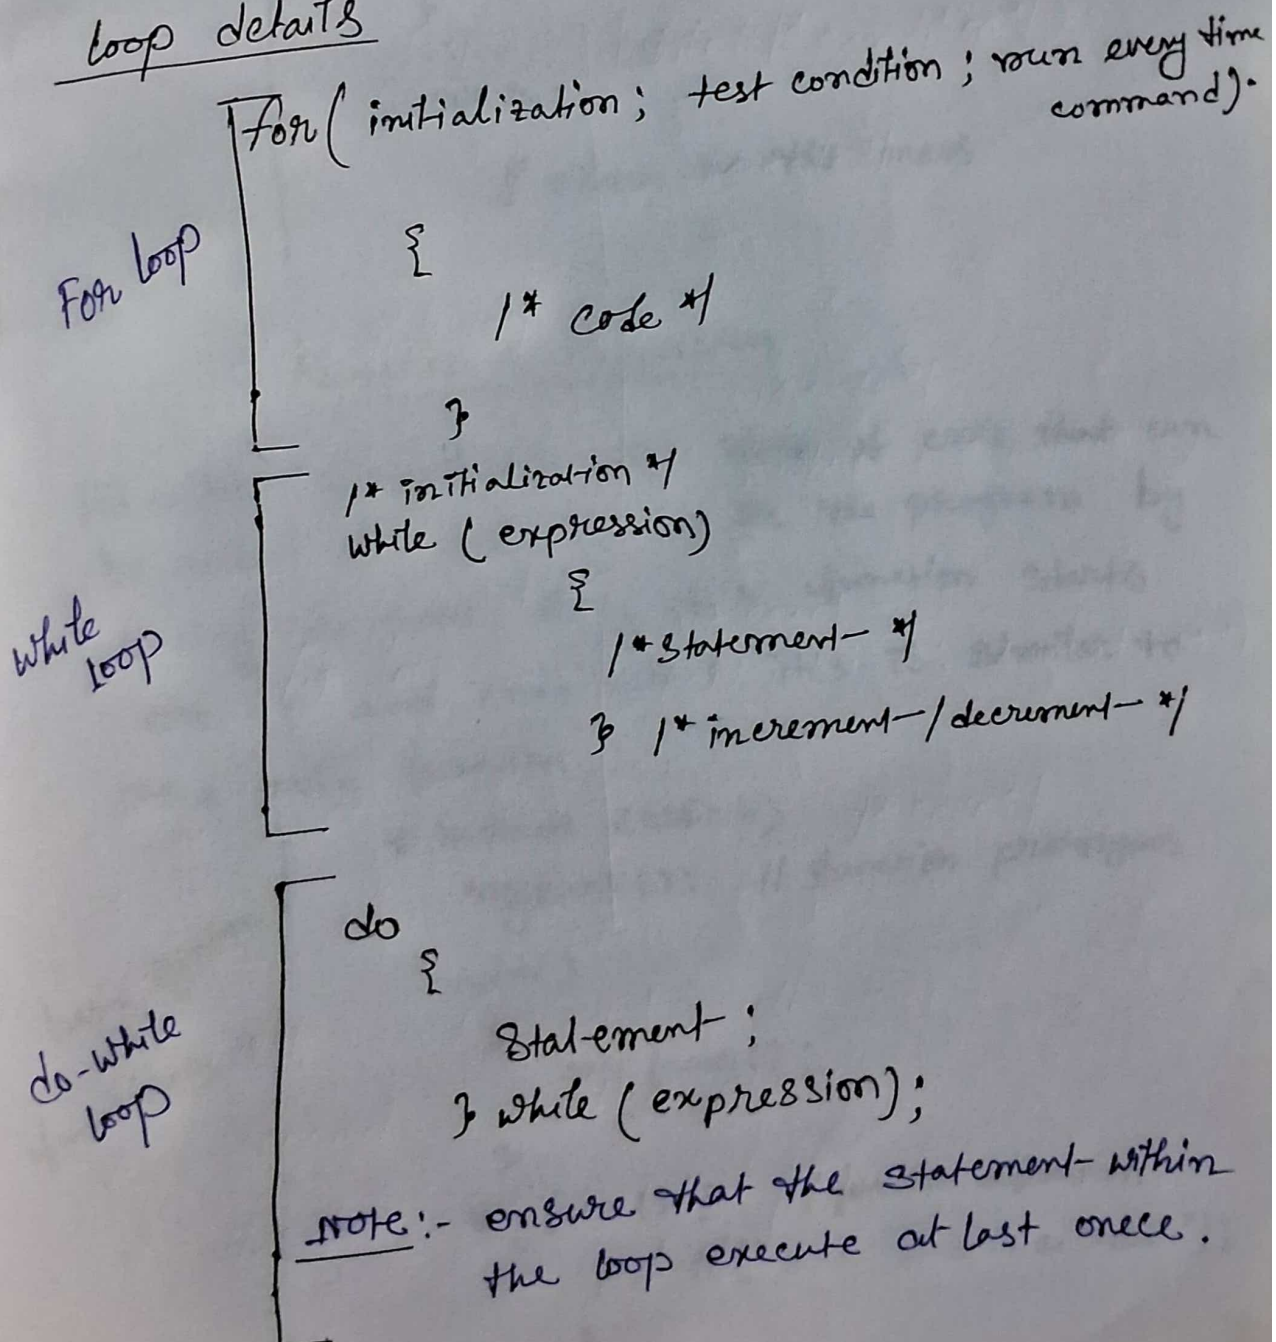 loop details
for ( initialization; test condition ; run every time
command).
For loop
{
/* code */
}
/* initialization */
while ( expression)
{
/* statement */
} /* increment / decrement */
while
loop
do
{
Statement ;
} while ( expression);
do-while
loop
Note :- ensure that the statement within
the loop execute at last onece.